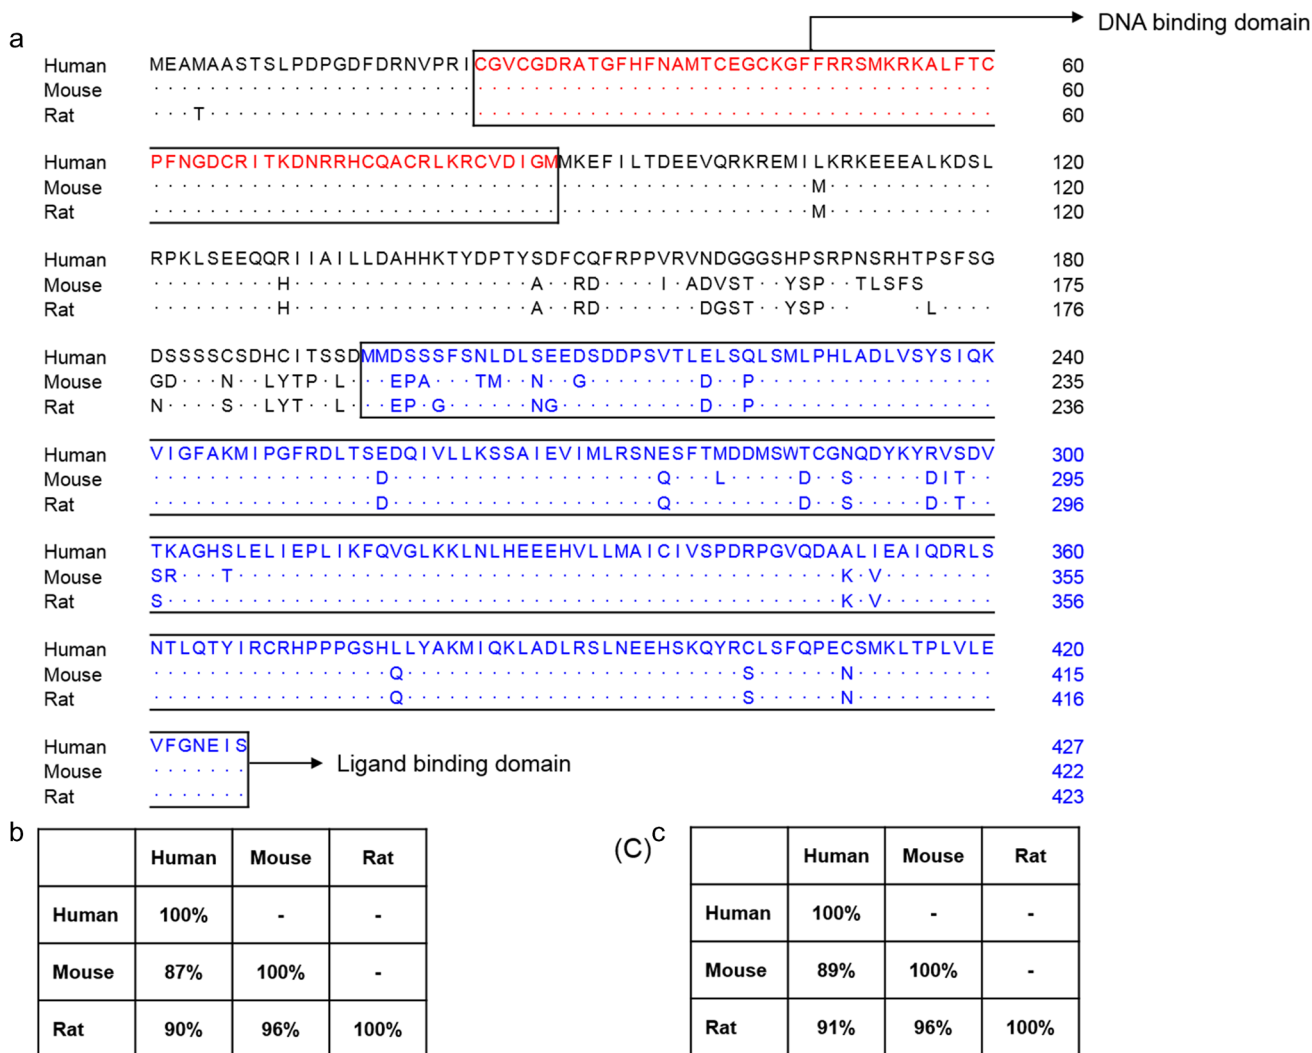 a
DNA binding domain
Human MEAMAASTSLPDPGDFDRNVPRICGVCGDRATGFHFNAMTCEGCKGFFRRSMKRKALFTC 60
Mouse ············································································ 60
Rat ···T········································································ 60
Human PFNGDCRITKDNRRHCQACRLKRCVDIGMMKEFILTDEEVQRKREMILKRKEEEALKDSL 120
Mouse ···············································M············ 120
Rat ···············································M············ 120
Human RPKLSEEQQRIIAILLDAHHKTYDPTYSDFCQFRPPVRVNDGGGSHPSRPNSRHTPSFSG 180
Mouse ·········H·················A··RD····I·ADVST··YSP··TLSFS 175
Rat ·········H·················A··RD·······DGST··YSP ·L···· 176
Human DSSSSCSDHCITSSDMMDSSSFSNLDLSEEDSDDPSVTLELSQLSMLPHLADLVSYSIQK 240
Mouse GD···N··LYTP·L···EPA···TM··N··G········D··P················· 235
Rat N····S··LYT··L···EP·G······NG··········D··P················· 236
Human VIGFAKMIPGFRDLTSEDQIVLLKSSAIEVIMLRSNESFTMDDMSWTCGNQDYKYRVSDV 300
Mouse ················D···················Q···L·····D··S·····DIT·· 295
Rat ················D···················Q·········D··S·····D·T·· 296
Human TKAGHSLELIEPLIKFQVGLKKLNLHEEEHVLLMAICIVSPDRPGVQDAALIEAIQDRLS 360
Mouse SR···T···········································K·V········ 355
Rat S················································K·V········ 356
Human NTLQTYIRCRHPPPGSHLLYAKMIQKLADLRSLNEEHSKQYRCLSFQPECSMKLTPLVLE 420
Mouse ·················Q························S······N·········· 415
Rat ·················Q························S······N·········· 416
Human VFGNEIS 427
Ligand binding domain
Mouse ······· 422
Rat ······· 423
b
Human Mouse Rat
Human 100% - -
Mouse 87% 100% -
Rat 90% 96% 100%
(C) c
Human Mouse Rat
Human 100% - -
Mouse 89% 100% -
Rat 91% 96% 100%